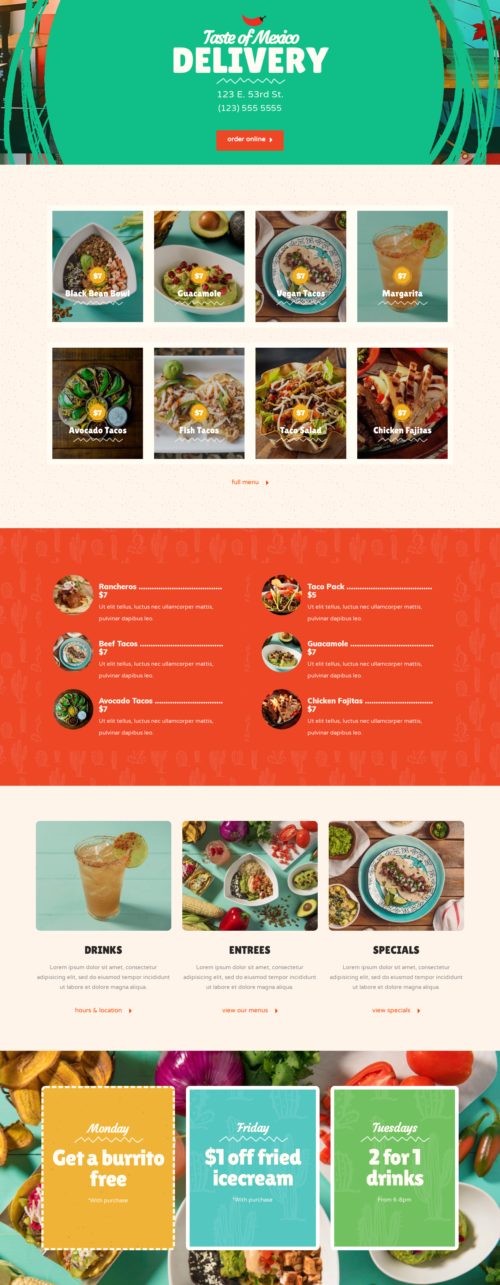 Taste of Mexico
DELIVERY
123 E. 53rd St.
(123) 555 5555
order online
$7
Black Bean Bowl
$7
Guacamole
$7
Vegan Tacos
$7
Margarita
$7
Avocado Tacos
$7
Fish Tacos
$7
Taco Salad
$7
Chicken Fajitas
full menu
Rancheros
$7
Ut elit tellus, luctus nec ullamcorper mattis,
pulvinar dapibus leo.
Taco Pack
$5
Ut elit tellus, luctus nec ullamcorper mattis,
pulvinar dapibus leo.
Beef Tacos
$7
Ut elit tellus, luctus nec ullamcorper mattis,
pulvinar dapibus leo.
Guacamole
$7
Ut elit tellus, luctus nec ullamcorper mattis,
pulvinar dapibus leo.
Avocado Tacos
$7
Ut elit tellus, luctus nec ullamcorper mattis,
pulvinar dapibus leo.
Chicken Fajitas
$7
Ut elit tellus, luctus nec ullamcorper mattis,
pulvinar dapibus leo.
DRINKS
Lorem ipsum dolor sit amet, consectetur
adipisicing elit, sed do eiusmod tempor incididunt
ut labore et dolore magna aliqua.
hours & location
ENTREES
Lorem ipsum dolor sit amet, consectetur
adipisicing elit, sed do eiusmod tempor incididunt
ut labore et dolore magna aliqua.
view our menus
SPECIALS
Lorem ipsum dolor sit amet, consectetur
adipisicing elit, sed do eiusmod tempor incididunt
ut labore et dolore magna aliqua.
view specials
Monday
Get a burrito
free
*With purchase
Friday
$1 off fried
icecream
*With purchase
Tuesdays
2 for 1
drinks
From 6-8pm